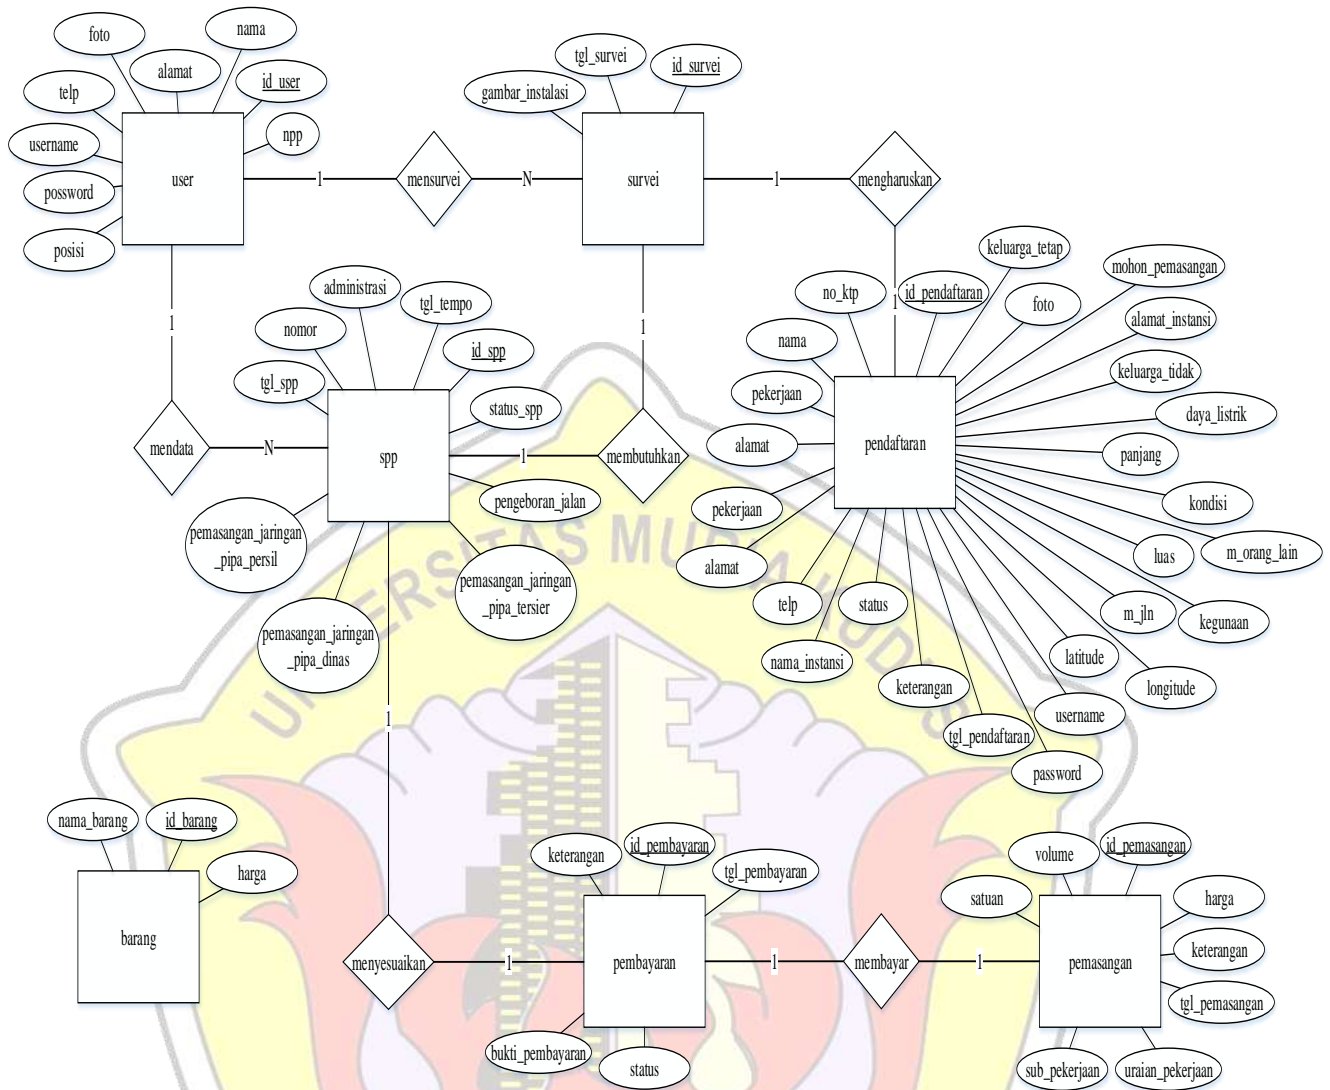 foto
nama
alamat
id_user
telp
npp
username
possword
posisi
user
1
mensurvei
N
tgl_survei
id_survei
gambar_instalasi
survei
1
mengharuskan
1
1
mendata
N
administrasi
tgl_tempo
nomor
id_spp
tgl_spp
status_spp
spp
1
membutuhkan
1
pengeboran_jalan
pemasangan_jaringan
_pipa_persil
pemasangan_jaringan
_pipa_tersier
pemasangan_jaringan
_pipa_dinas
keluarga_tetap
mohon_pemasangan
no_ktp
id_pendaftaran
foto
alamat_instansi
nama
keluarga_tidak
pekerjaan
daya_listrik
alamat
pendaftaran
panjang
kondisi
pekerjaan
m_orang_lain
alamat
luas
telp
status
m_jln
kegunaan
nama_instansi
latitude
keterangan
longitude
username
tgl_pendaftaran
password
UNIVERSITAS MURIA KUDUS
1
nama_barang
id_barang
harga
barang
menyesuaikan
1
keterangan
id_pembayaran
tgl_pembayaran
pembayaran
bukti_pembayaran
status
1
membayar
1
volume
id_pemasangan
satuan
harga
keterangan
pemasangan
tgl_pemasangan
sub_pekerjaan
uraian_pekerjaan